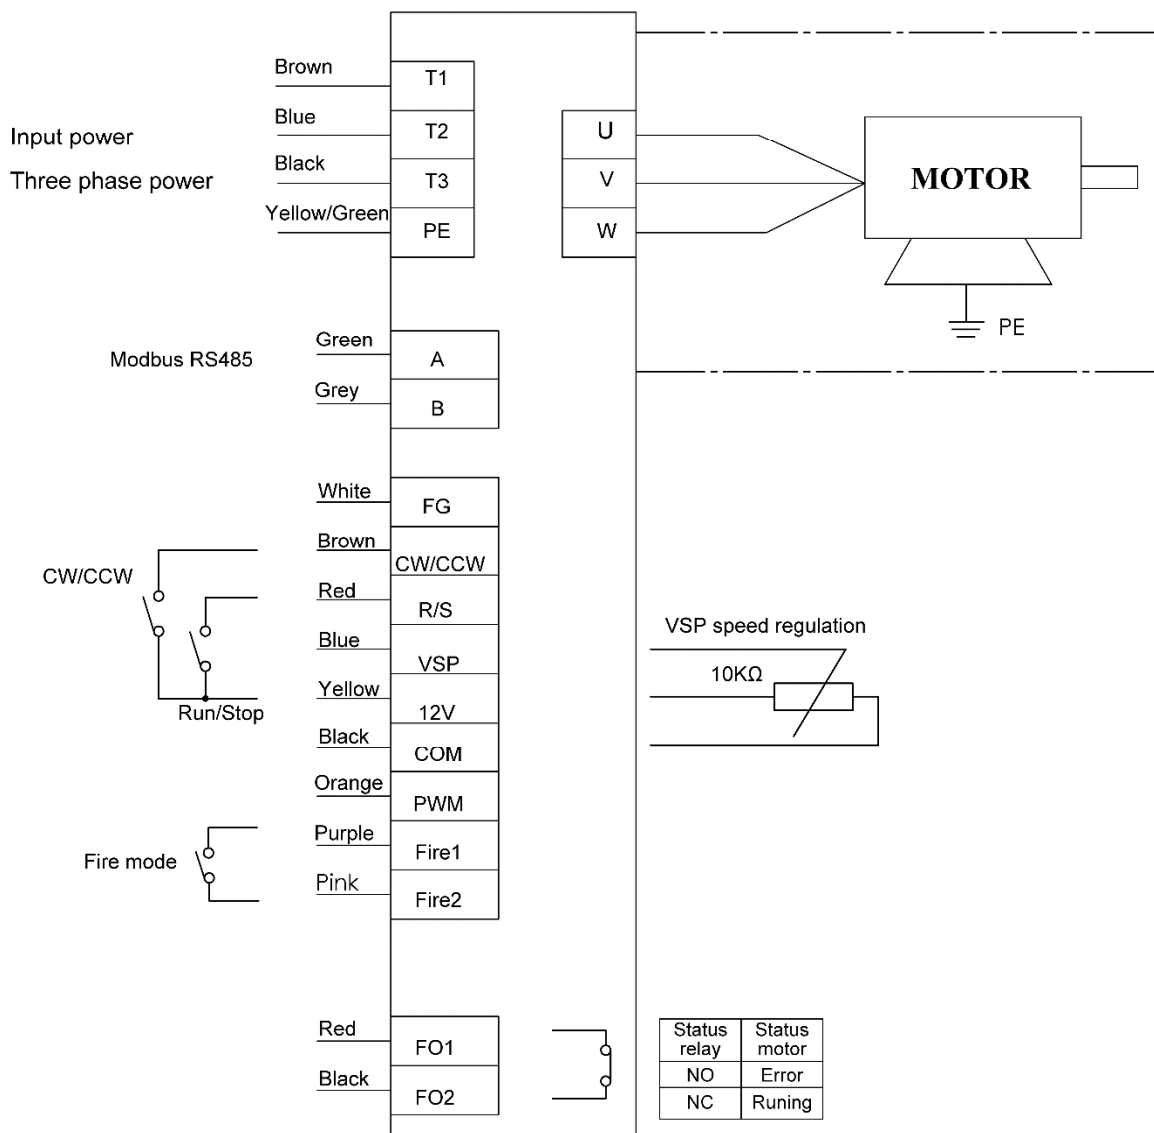 Brown
T1
Blue
T2
U
Input power
Black
T3
V
MOTOR
Three phase power
Yellow/Green
PE
W
PE
Modbus RS485
Green
A
Grey
B
White
FG
Brown
CW/CCW
CW/CCW
Red
R/S
Blue
VSP
VSP speed regulation
10KΩ
Yellow
12V
Run/Stop
Black
COM
Orange
PWM
Purple
Fire1
Fire mode
Pink
Fire2
Red
FO1
Black
FO2
Status relay
Status motor
NO
Error
NC
Runing